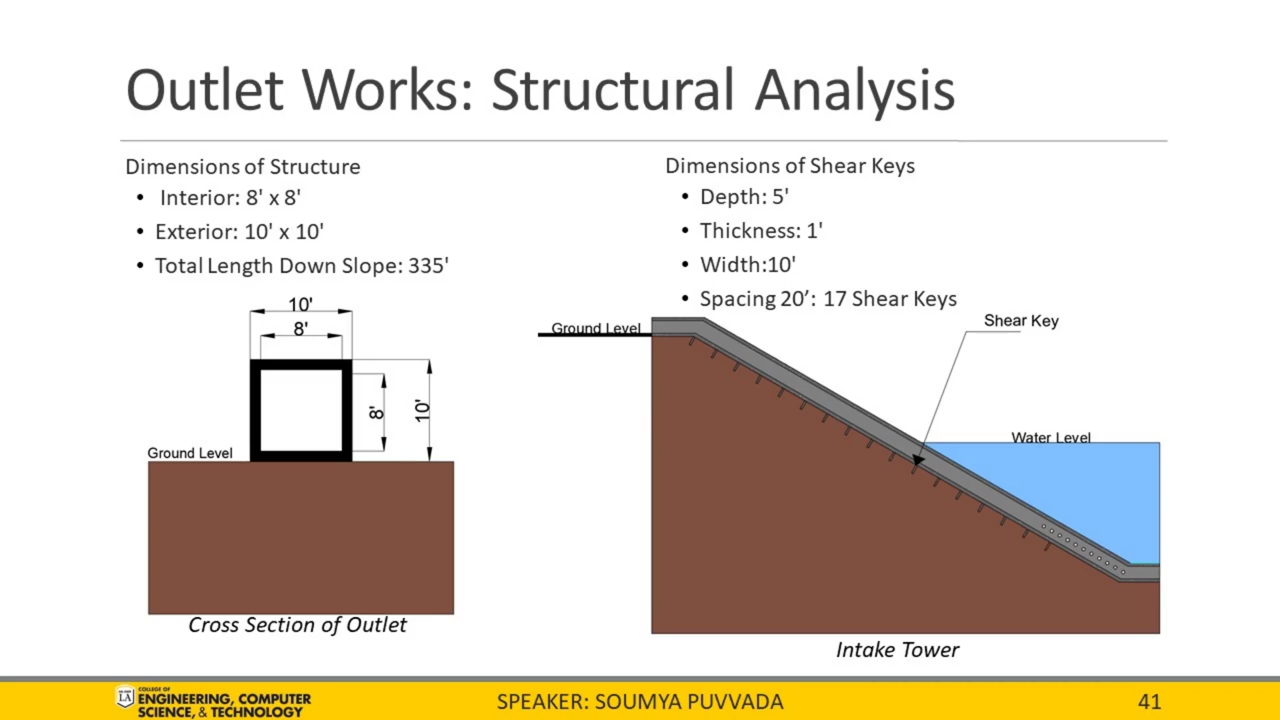 Outlet Works: Structural Analysis
Dimensions of Structure
• Interior: 8' x 8'
• Exterior: 10' x 10'
• Total Length Down Slope: 335'
Dimensions of Shear Keys
• Depth: 5'
• Thickness: 1'
• Width:10'
• Spacing 20’: 17 Shear Keys
10'
8'
8'
10'
Ground Level
Cross Section of Outlet
Ground Level
Shear Key
Water Level
Intake Tower
LA
COLLEGE OF
ENGINEERING, COMPUTER
SCIENCE, & TECHNOLOGY
SPEAKER: SOUMYA PUVVADA
41